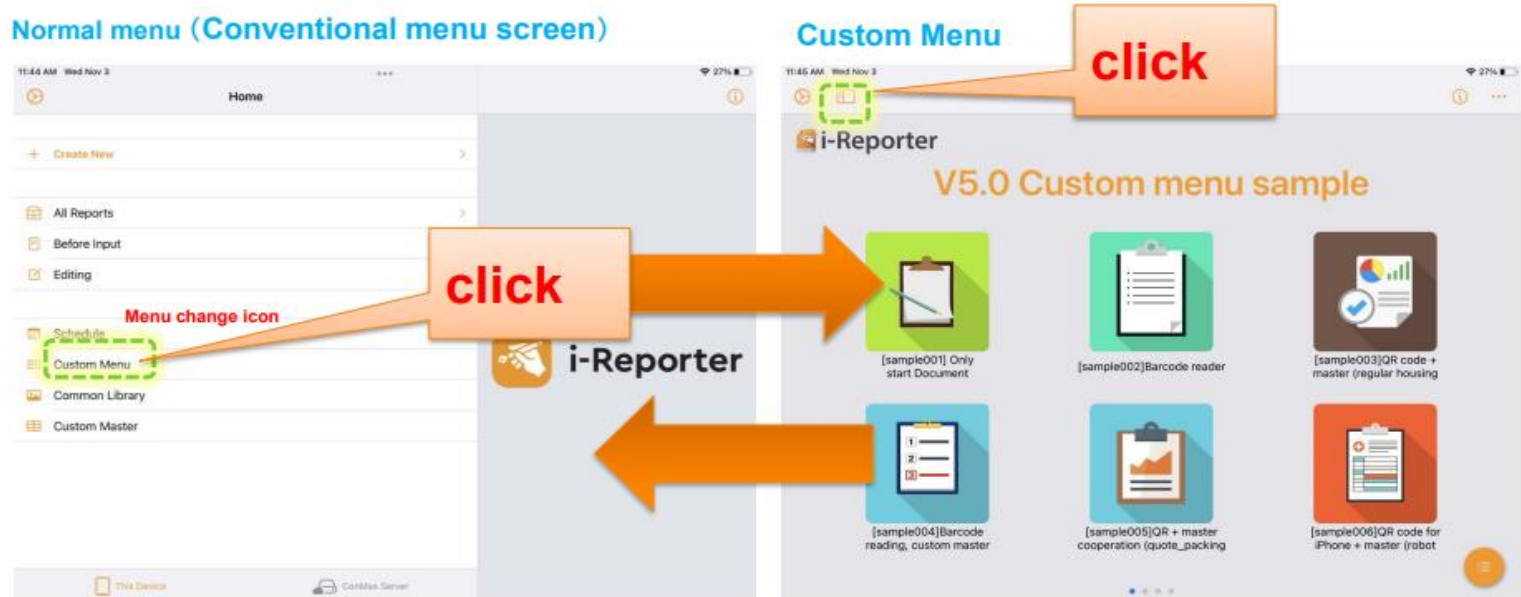 Normal menu（Conventional menu screen）
Custom Menu
click
11:44 AM Wed Nov 3
27%
Home
Create New
All Reports
Before Input
Editing
click
Menu change icon
Schedule
Custom Menu
Common Library
Custom Master
i-Reporter
This Device
ConMas Server
11:45 AM Wed Nov 3
27%
i-Reporter
V5.0 Custom menu sample
[sample001] Only
start Document
[sample002]Barcode reader
[sample003]QR code +
master (regular housing
1
2
3
[sample004]Barcode
reading, custom master
[sample005]QR + master
cooperation (quote_packing
[sample006]QR code for
iPhone + master (robot